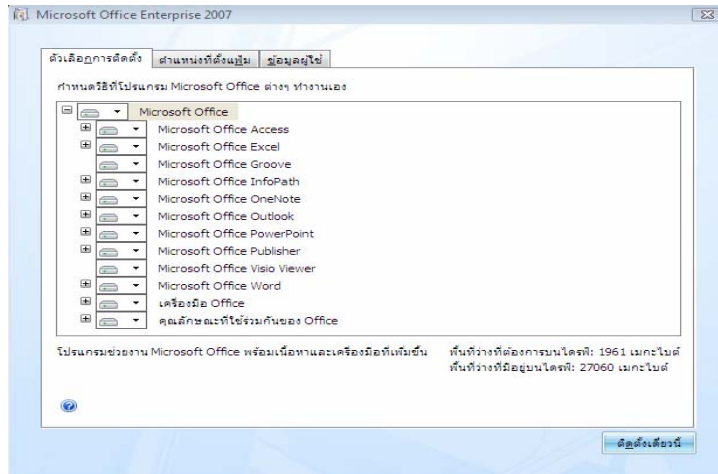 Microsoft Office Enterprise 2007
ตัวเลือกการติดตั้ง ตำแหน่งที่ตั้งแฟ้ม ข้อมูลผู้ใช้
กำหนดวิธีที่โปรแกรม Microsoft Office ต่างๆ ทำงานเอง
Microsoft Office
Microsoft Office Access
Microsoft Office Excel
Microsoft Office Groove
Microsoft Office InfoPath
Microsoft Office OneNote
Microsoft Office Outlook
Microsoft Office PowerPoint
Microsoft Office Publisher
Microsoft Office Visio Viewer
Microsoft Office Word
เครื่องมือ Office
คุณลักษณะที่ใช้ร่วมกันของ Office
โปรแกรมช่วยงาน Microsoft Office พร้อมเนื้อหาและเครื่องมือที่เพิ่มขึ้น
พื้นที่ว่างที่ต้องการบนไดรฟ์: 1961 เมกะไบต์
พื้นที่ว่างที่มีอยู่บนไดรฟ์: 27060 เมกะไบต์
ติดตั้งเดี๋ยวนี้